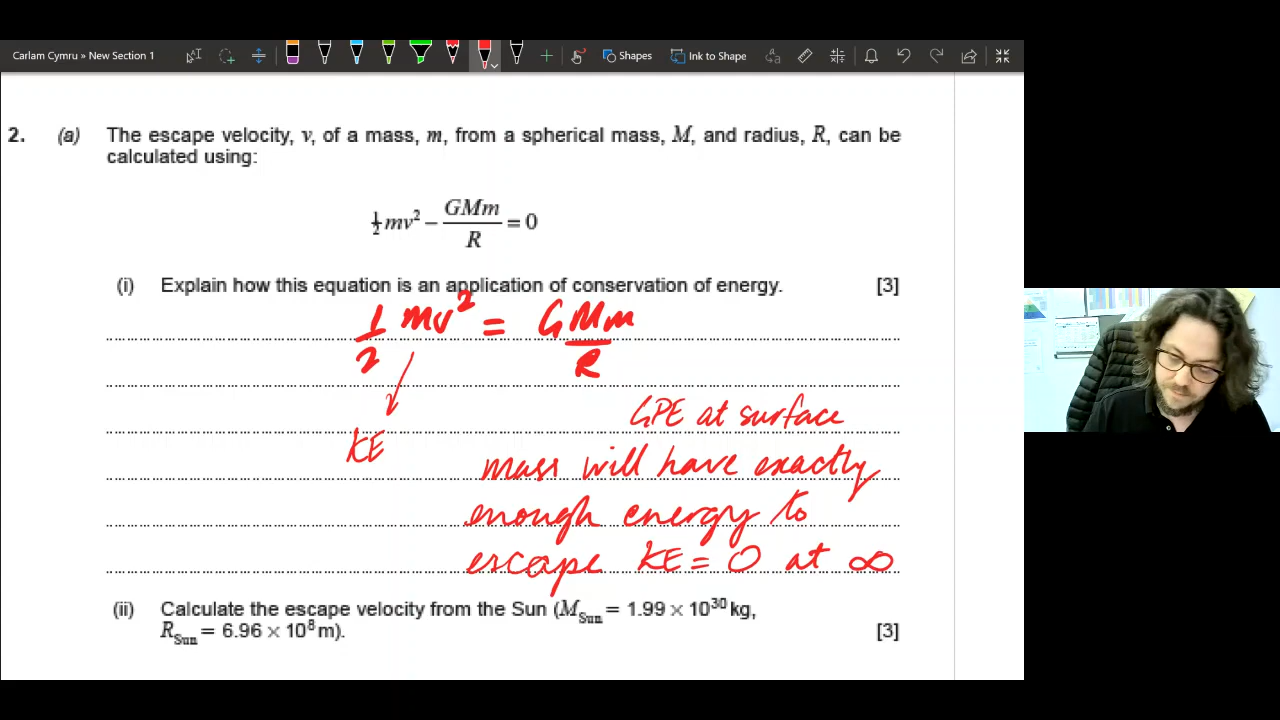 Carlam Cymru » New Section 1
Shapes
Ink to Shape
2. (a) The escape velocity, v, of a mass, m, from a spherical mass, M, and radius, R, can be
calculated using:
½mv² − GMm/R = 0
(i) Explain how this equation is an application of conservation of energy. [3]
1/2 mv² = GMm/R
GPE at surface
KE
mass will have exactly
enough energy to
escape KE = 0 at ∞
(ii) Calculate the escape velocity from the Sun (M_Sun = 1.99 × 10³⁰ kg,
R_Sun = 6.96 × 10⁸ m). [3]